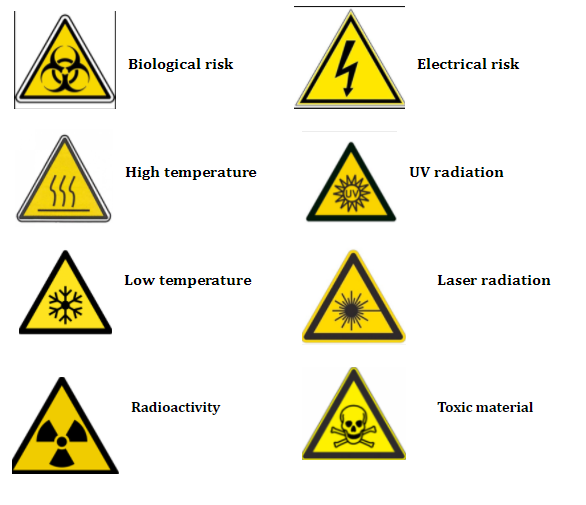 Biological risk
Electrical risk
High temperature
UV radiation
UV
Low temperature
Laser radiation
Radioactivity
Toxic material